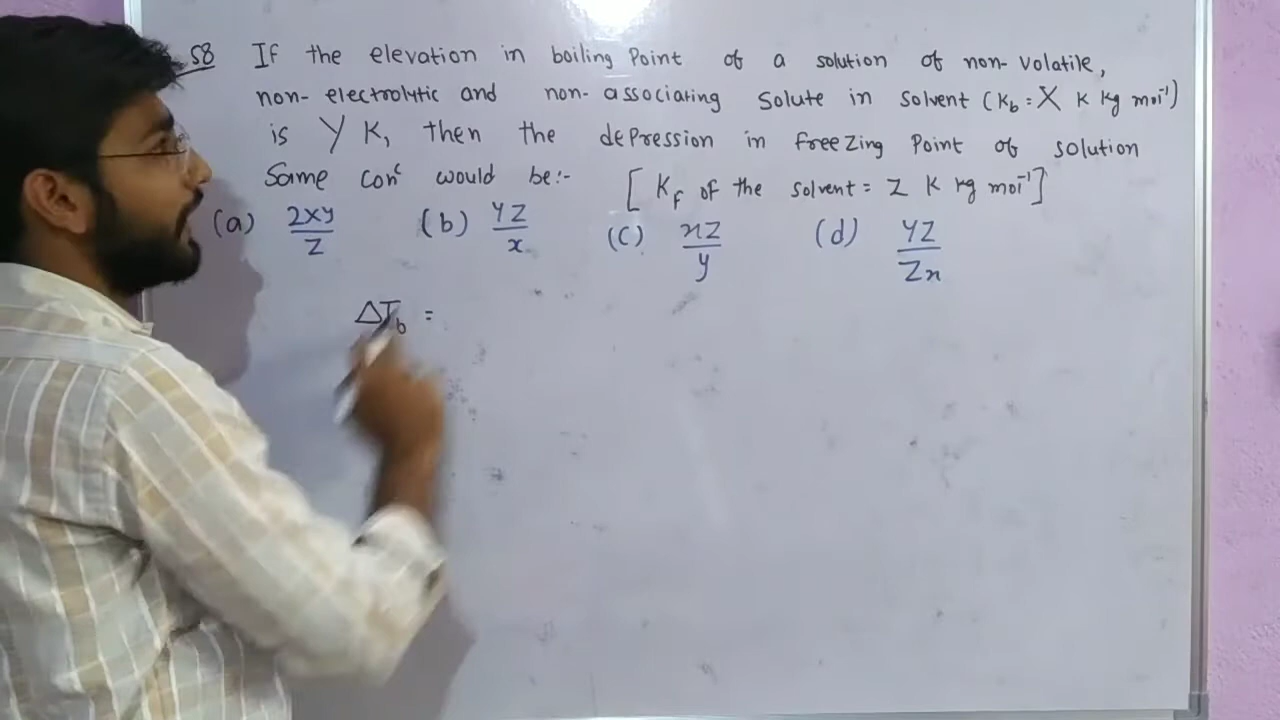 58 If the elevation in boiling Point of a solution of non-volatile,
non-electrolytic and non-associating Solute in solvent (Kb = X K Kg mol⁻¹)
is Y K, then the depression in freezing Point of solution
Same conc would be:- [ KF of the solvent = Z K kg mol⁻¹]
(a) 2xy/Z (b) YZ/x (c) xZ/y (d) YZ/Zx
ΔTb =